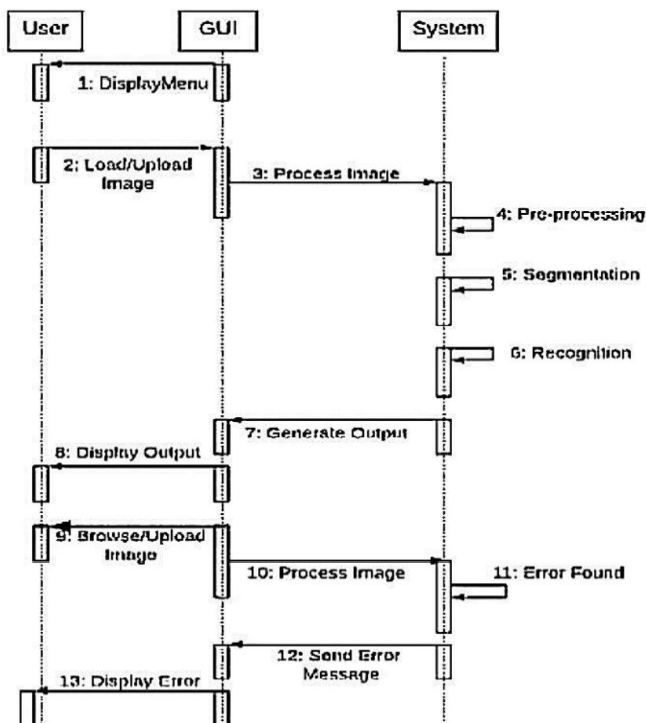 User GUI System
1: DisplayMenu
2: Load/Upload
Image
3: Process Image
4: Pre-processing
5: Segmentation
6: Recognition
7: Generate Output
8: Display Output
9: Browse/Upload
Image
10: Process Image
11: Error Found
12: Send Error
Message
13: Display Error